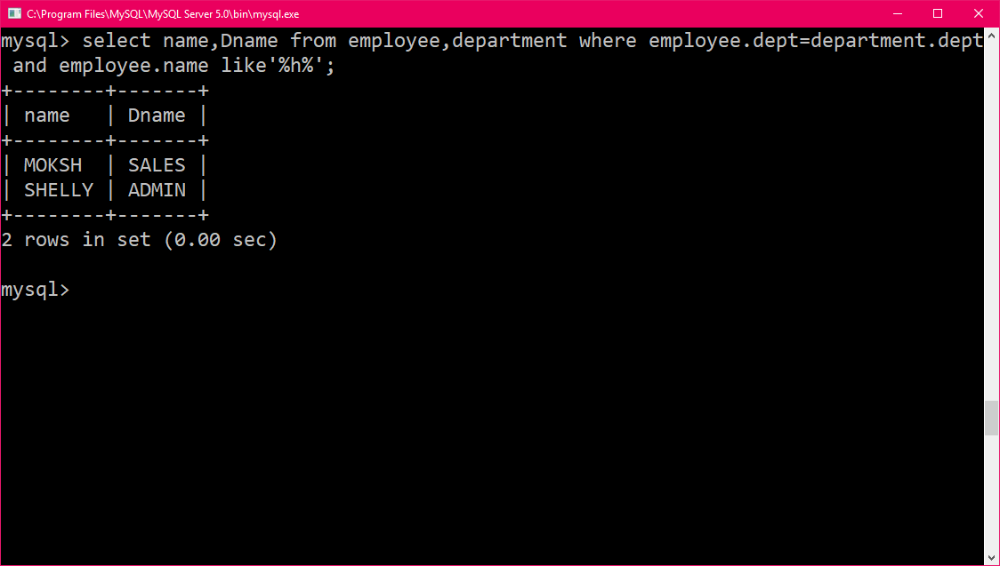 C:\Program Files\MySQL\MySQL Server 5.0\bin\mysql.exe
mysql> select name,Dname from employee,department where employee.dept=department.dept
 and employee.name like'%h%';
+--------+-------+
| name   | Dname |
+--------+-------+
| MOKSH  | SALES |
| SHELLY | ADMIN |
+--------+-------+
2 rows in set (0.00 sec)
mysql>